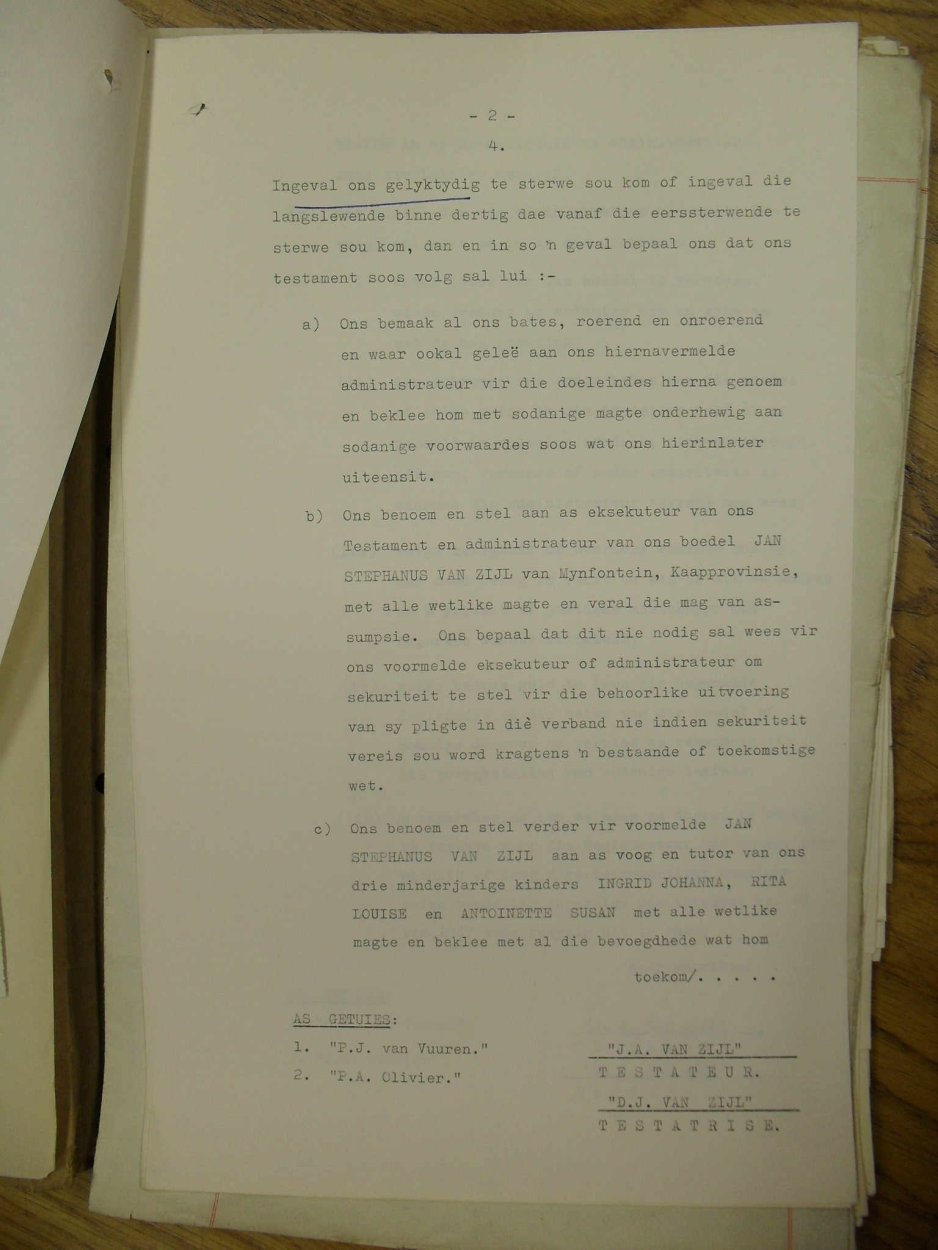 - 2 -
4.
Ingeval ons gelyktydig te sterwe sou kom of ingeval die
langslewende binne dertig dae vanaf die eerssterwende te
sterwe sou kom, dan en in so 'n geval bepaal ons dat ons
testament soos volg sal lui :-
a) Ons bemaak al ons bates, roerend en onroerend
en waar ookal geleë aan ons hiernavermelde
administrateur vir die doeleindes hierna genoem
en beklee hom met sodanige magte onderhewig aan
sodanige voorwaardes soos wat ons hierinlater
uiteensit.
b) Ons benoem en stel aan as eksekuteur van ons
Testament en administrateur van ons boedel JAN
STEPHANUS VAN ZIJL van Mynfontein, Kaapprovinsie,
met alle wetlike magte en veral die mag van as-
sumpsie. Ons bepaal dat dit nie nodig sal wees vir
ons voormelde eksekuteur of administrateur om
sekuriteit te stel vir die behoorlike uitvoering
van sy pligte in diè verband nie indien sekuriteit
vereis sou word kragtens 'n bestaande of toekomstige
wet.
c) Ons benoem en stel verder vir voormelde JAN
STEPHANUS VAN ZIJL aan as voog en tutor van ons
drie minderjarige kinders INGRID JOHANNA, RITA
LOUISE en ANTOINETTE SUSAN met alle wetlike
magte en beklee met al die bevoegdhede wat hom
toekom/. . . . .
AS GETUIES:
1. "P.J. van Vuuren."
2. "P.A. Olivier."
"J.A. VAN ZIJL"
TESTATEUR.
"D.J. VAN ZIJL"
TESTATRISE.